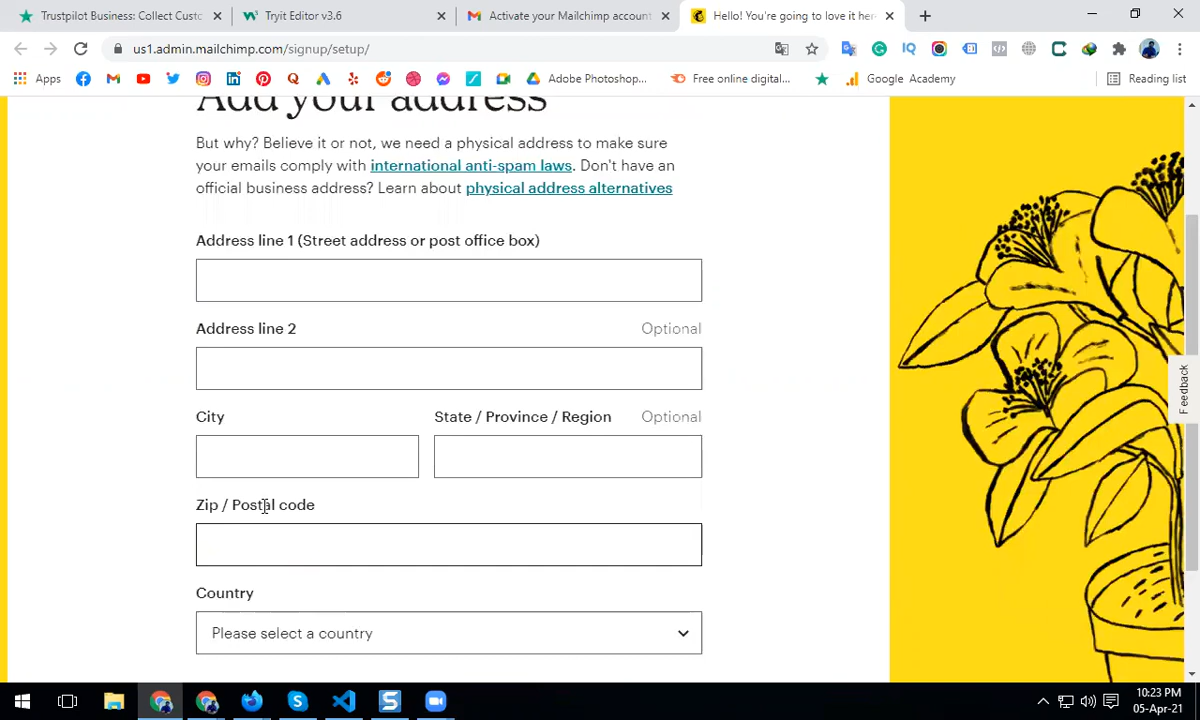 Trustpilot Business: Collect Custo
Tryit Editor v3.6
Activate your Mailchimp account
Hello! You're going to love it here
us1.admin.mailchimp.com/signup/setup/
Apps
Adobe Photoshop...
Free online digital...
Google Academy
Reading list
Add your address
But why? Believe it or not, we need a physical address to make sure
your emails comply with international anti-spam laws. Don't have an
official business address? Learn about physical address alternatives
Address line 1 (Street address or post office box)
Address line 2 Optional
City State / Province / Region Optional
Zip / Postal code
Country
Please select a country
Feedback
10:23 PM
05-Apr-21